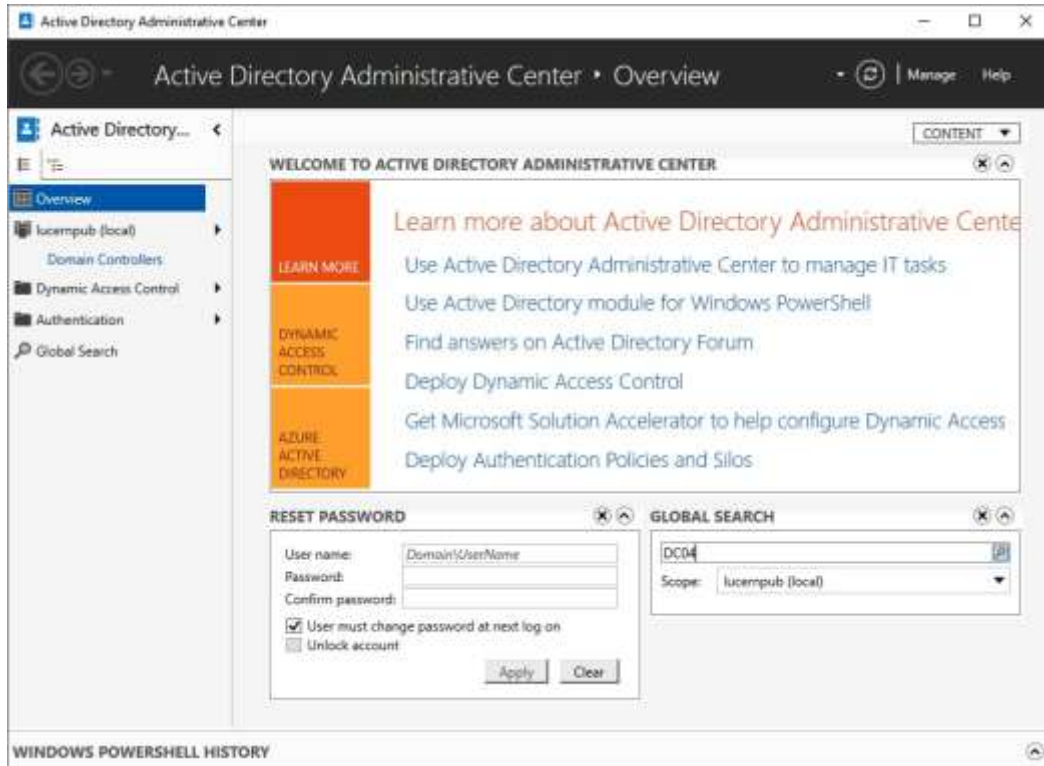 Active Directory Administrative Center
Active Directory Administrative Center • Overview
Manage Help
Active Directory...
CONTENT
Overview
lucernpub (local)
Domain Controllers
Dynamic Access Control
Authentication
Global Search
WELCOME TO ACTIVE DIRECTORY ADMINISTRATIVE CENTER
LEARN MORE
DYNAMIC
ACCESS
CONTROL
AZURE
ACTIVE
DIRECTORY
Learn more about Active Directory Administrative Cente
Use Active Directory Administrative Center to manage IT tasks
Use Active Directory module for Windows PowerShell
Find answers on Active Directory Forum
Deploy Dynamic Access Control
Get Microsoft Solution Accelerator to help configure Dynamic Access
Deploy Authentication Policies and Silos
RESET PASSWORD
User name: Domain\UserName
Password:
Confirm password:
User must change password at next log on
Unlock account
Apply Clear
GLOBAL SEARCH
DC04
Scope: lucernpub (local)
WINDOWS POWERSHELL HISTORY